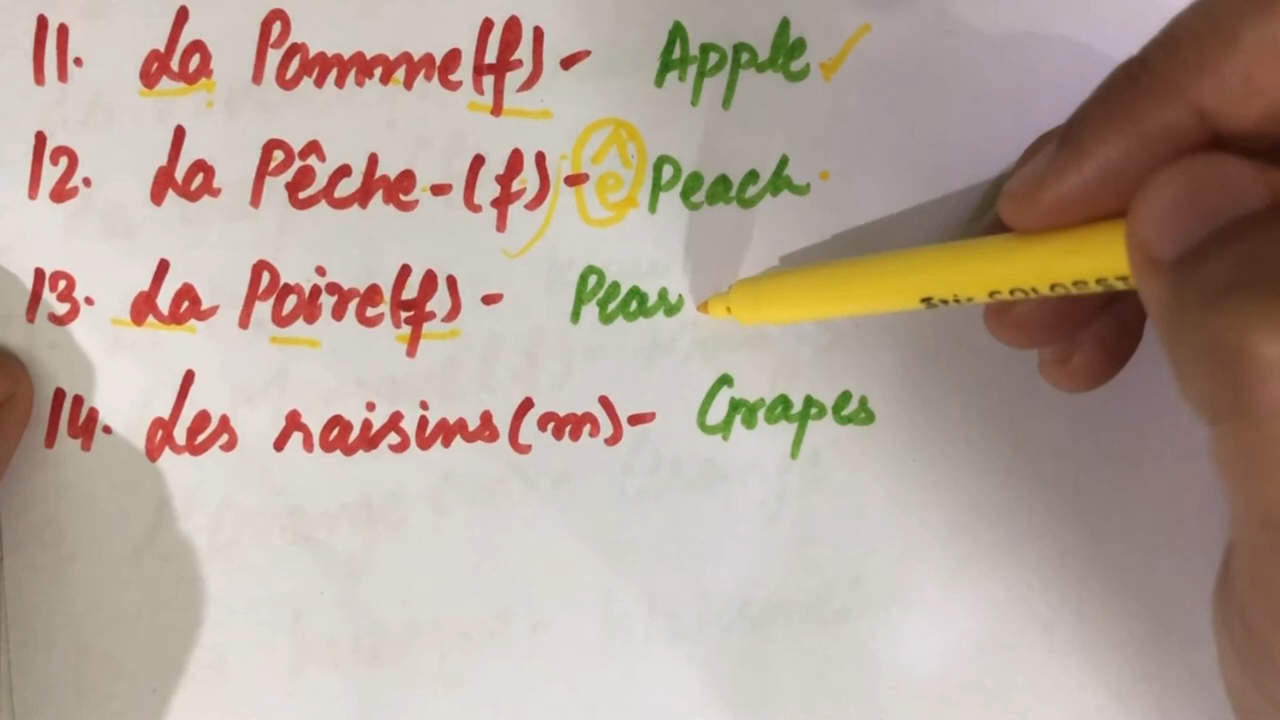 11. La Pomme(f) - Apple ✓
12. La Pêche-(f) - ê Peach
13. La Poire(f) - Pear
14. Les raisins(m) - Grapes